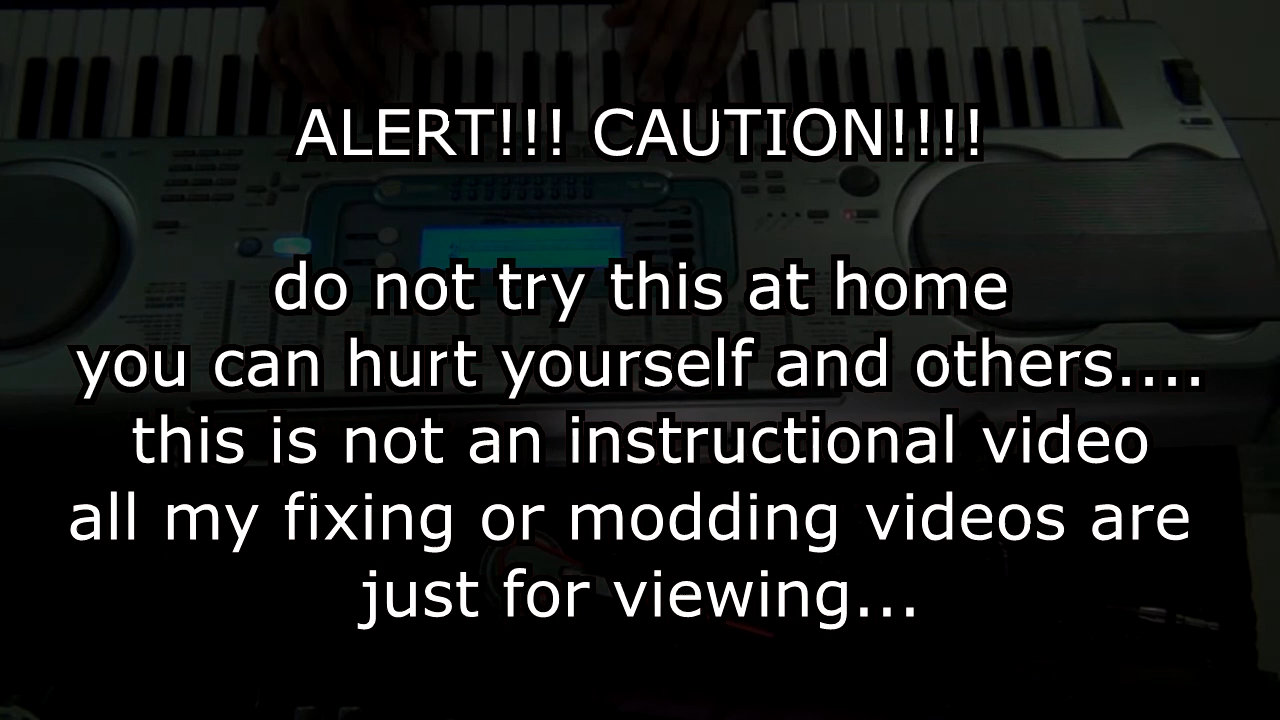 ALERT!!! CAUTION!!!!
do not try this at home
you can hurt yourself and others....
this is not an instructional video
all my fixing or modding videos are
just for viewing...